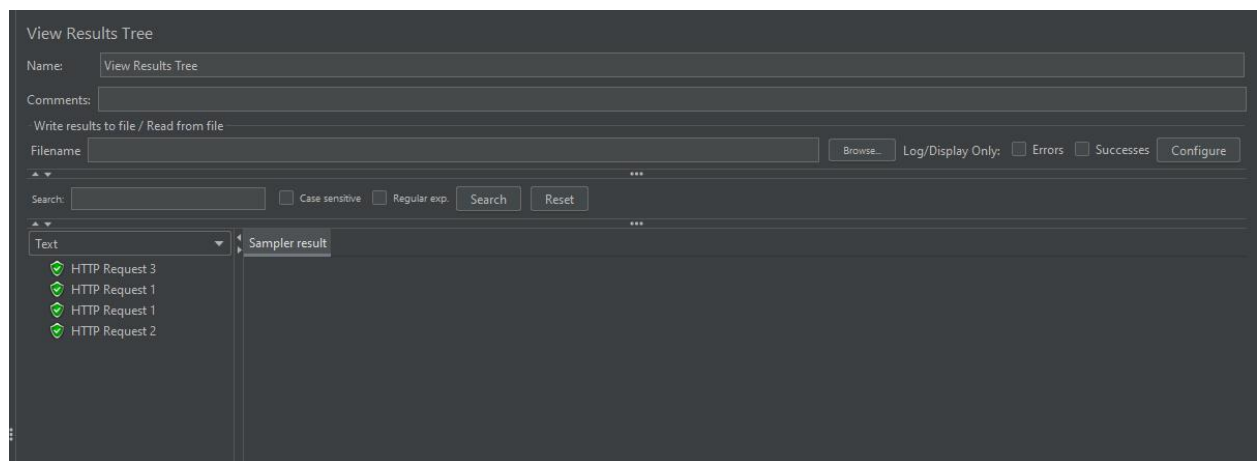 View Results Tree
Name: View Results Tree
Comments:
Write results to file / Read from file
Filename Browse... Log/Display Only: Errors Successes Configure
Search: Case sensitive Regular exp. Search Reset
Text Sampler result
HTTP Request 3
HTTP Request 1
HTTP Request 1
HTTP Request 2